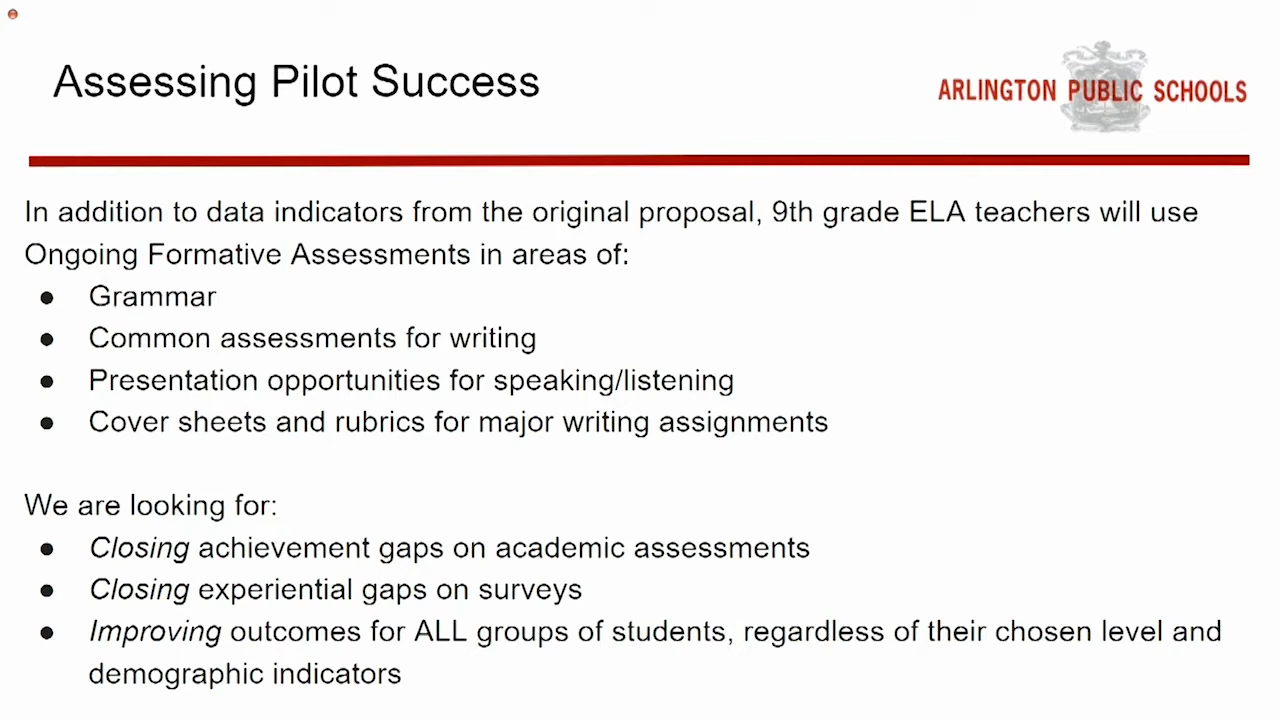 Assessing Pilot Success
ARLINGTON PUBLIC SCHOOLS
In addition to data indicators from the original proposal, 9th grade ELA teachers will use
Ongoing Formative Assessments in areas of:
● Grammar
● Common assessments for writing
● Presentation opportunities for speaking/listening
● Cover sheets and rubrics for major writing assignments
We are looking for:
● Closing achievement gaps on academic assessments
● Closing experiential gaps on surveys
● Improving outcomes for ALL groups of students, regardless of their chosen level and
demographic indicators